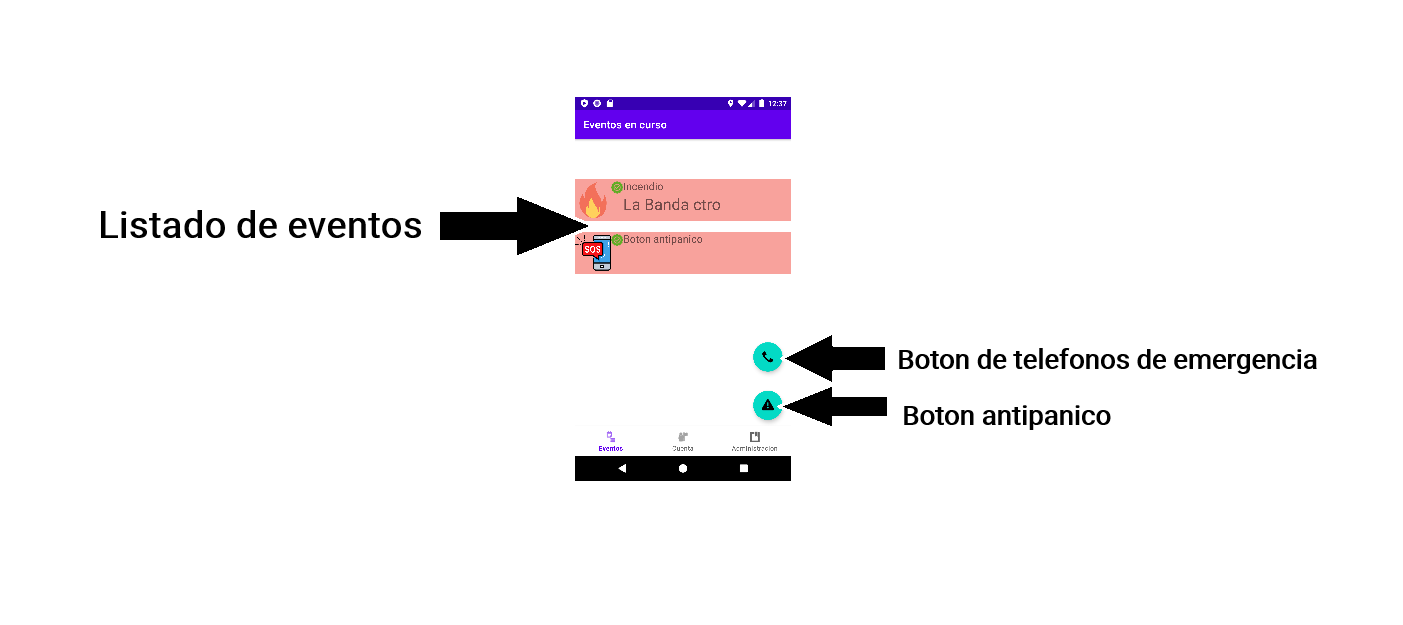 12:37
Eventos en curso
Incendio
La Banda ctro
Listado de eventos
SOS
Boton antipanico
Boton de telefonos de emergencia
Boton antipanico
Eventos
Cuenta
Administracion